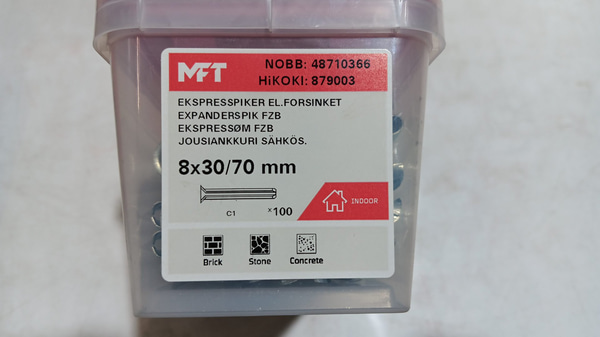 MFT
NOBB: 48710366
HiKOKI: 879003
EKSPRESSPIKER EL.FORSINKET
EXPANDERSPIK FZB
EKSPRESSØM FZB
JOUSIANKKURI SÄHKÖS.
8x30/70 mm
C1
x100
INDOOR
Brick Stone Concrete